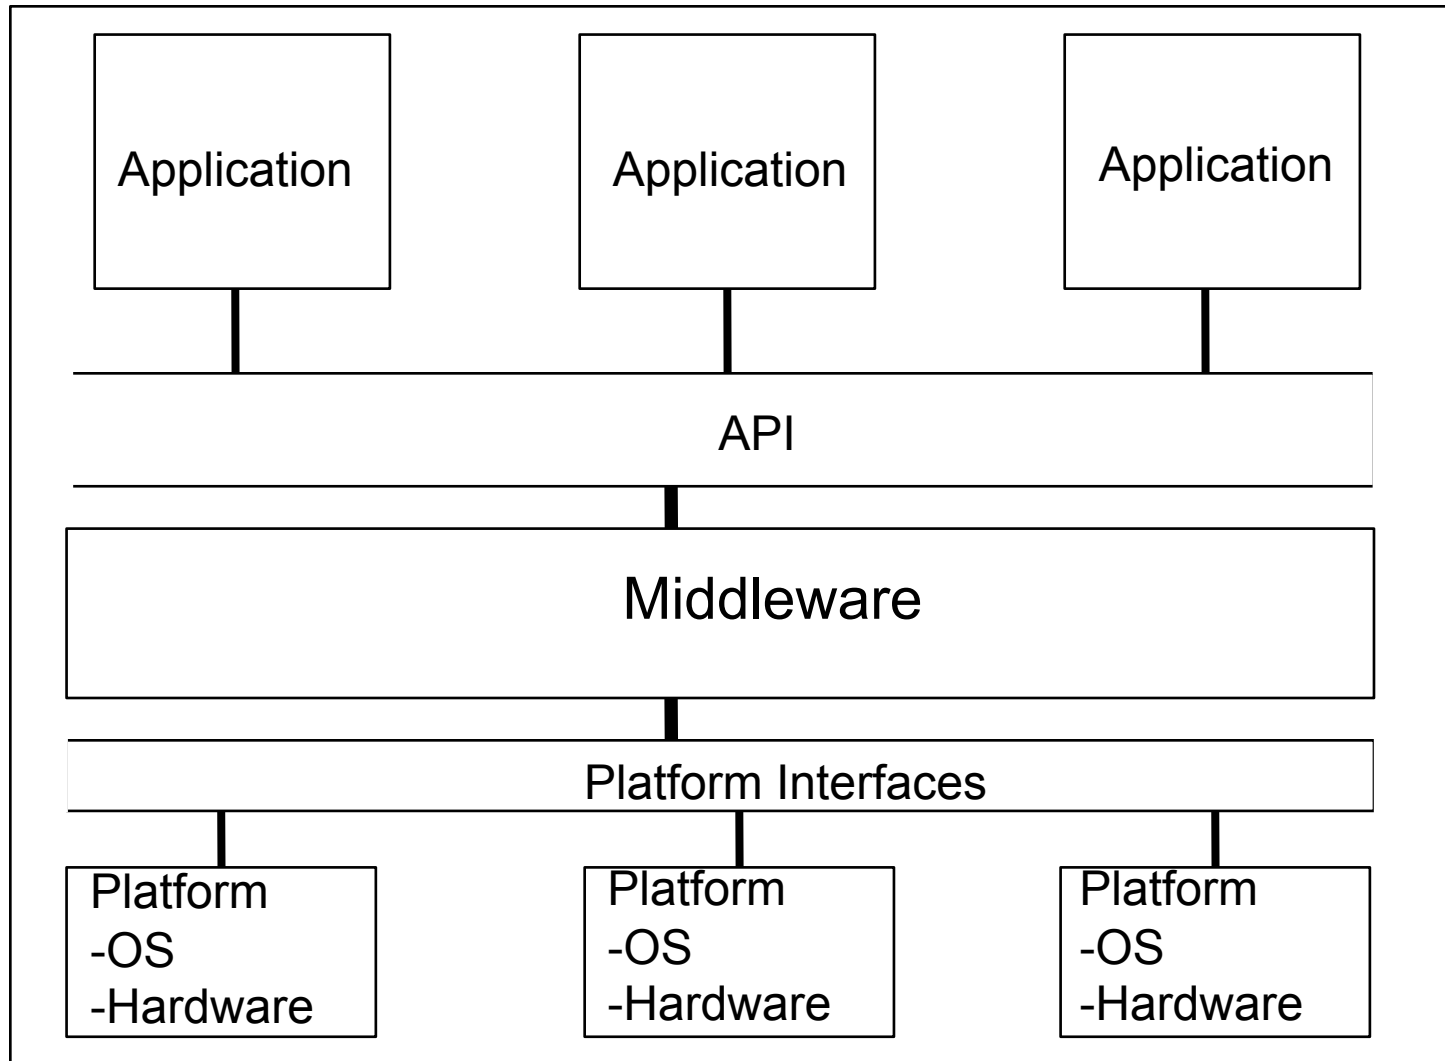 Application
Application
Application
API
Middleware
Platform Interfaces
Platform
-OS
-Hardware
Platform
-OS
-Hardware
Platform
-OS
-Hardware